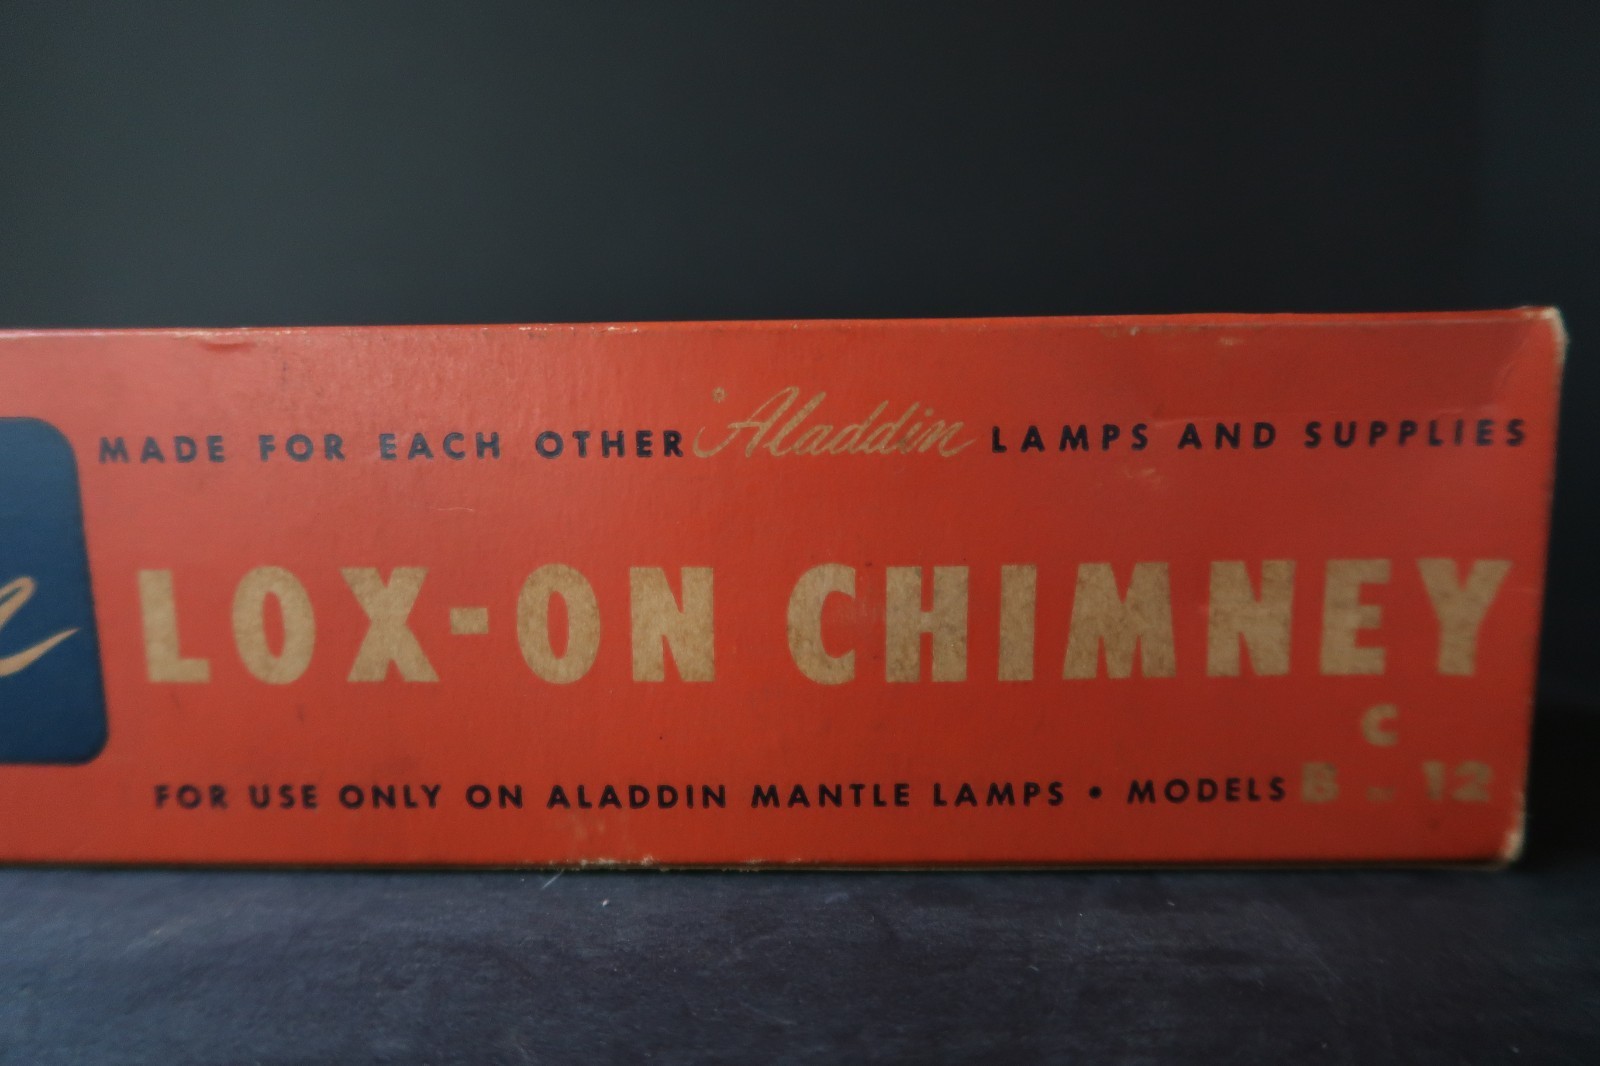 MADE FOR EACH OTHER Aladdin LAMPS AND SUPPLIES
LOX-ON CHIMNEY
C
FOR USE ONLY ON ALADDIN MANTLE LAMPS • MODELS B - 12